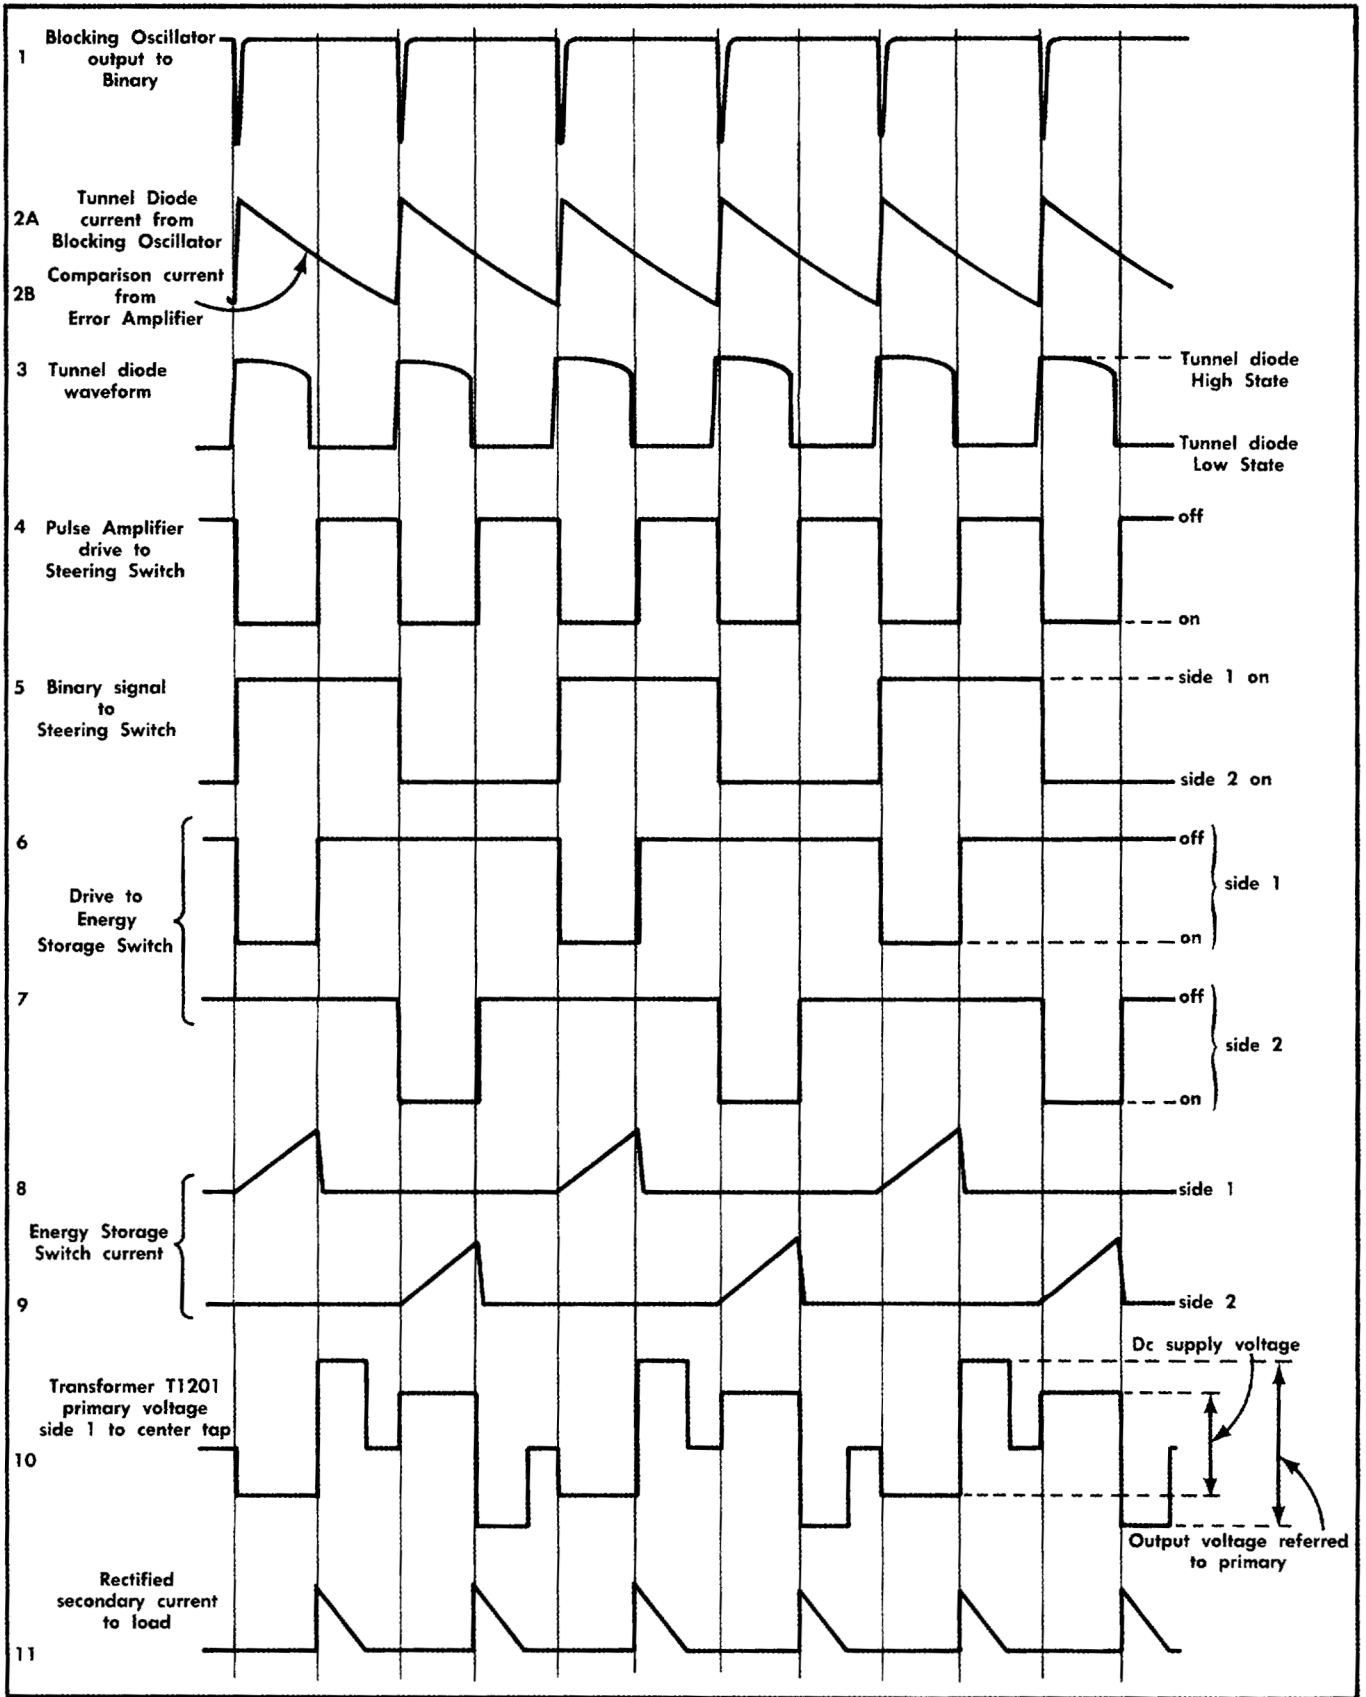 1
Blocking Oscillator
output to
Binary
2A
Tunnel Diode
current from
Blocking Oscillator
2B
Comparison current
from
Error Amplifier
3
Tunnel diode
waveform
Tunnel diode
High State
Tunnel diode
Low State
4
Pulse Amplifier
drive to
Steering Switch
off
on
5
Binary signal
to
Steering Switch
side 1 on
side 2 on
6
Drive to
Energy
Storage Switch
off
side 1
on
7
off
side 2
on
8
side 1
Energy Storage
Switch current
9
side 2
Transformer T1201
primary voltage
side 1 to center tap
10
Dc supply voltage
Output voltage referred
to primary
Rectified
secondary current
to load
11